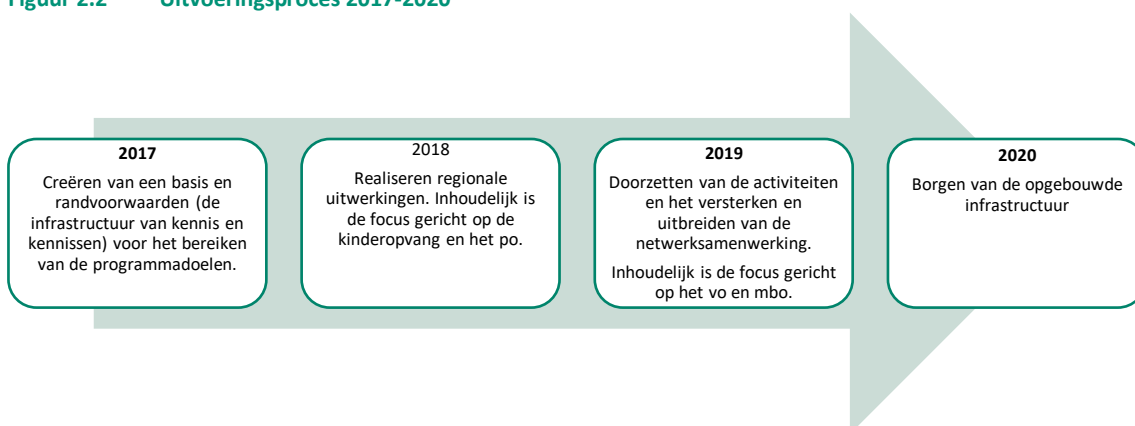 Figuur 2.2 Uitvoeringsproces 2017-2020
2017
Creëren van een basis en
randvoorwaarden (de
infrastructuur van kennis en
kennissen) voor het bereiken
van de programmadoelen.
2018
Realiseren regionale
uitwerkingen. Inhoudelijk is
de focus gericht op de
kinderopvang en het po.
2019
Doorzetten van de activiteiten
en het versterken en
uitbreiden van de
netwerksamenwerking.
Inhoudelijk is de focus gericht
op het vo en mbo.
2020
Borgen van de opgebouwde
infrastructuur